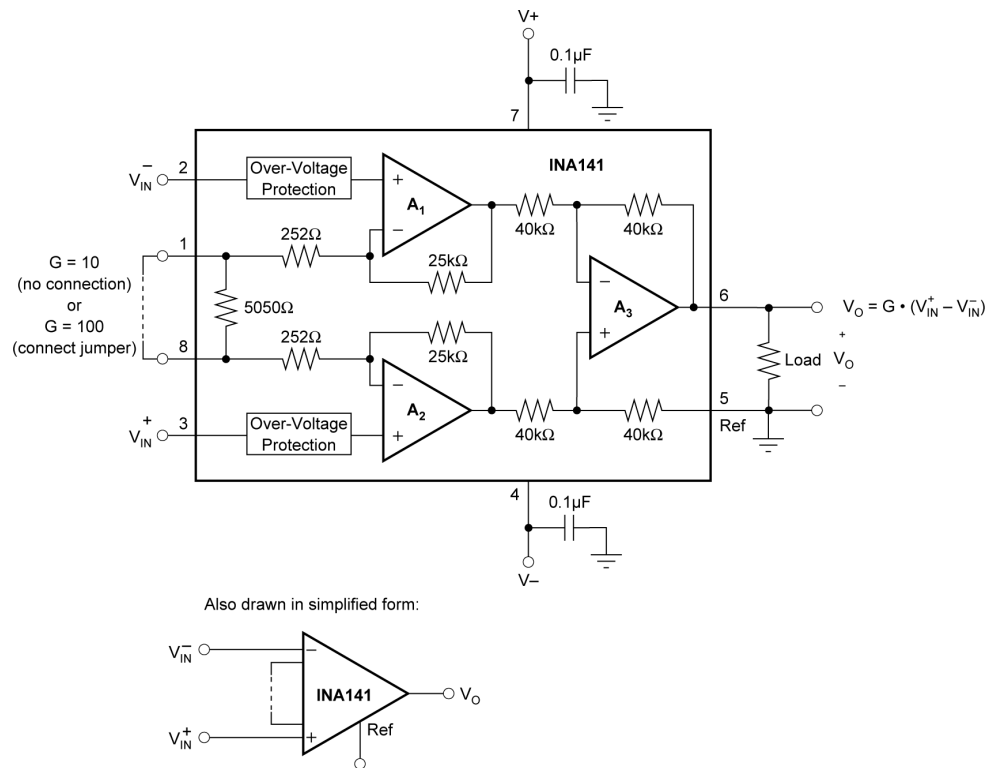 V+
0.1µF
7
INA141
V−IN
2
Over-Voltage
Protection
+
A1
−
40kΩ
40kΩ
1
252Ω
25kΩ
G = 10
(no connection)
or
G = 100
(connect jumper)
5050Ω
−
A3
+
6
VO = G • (V+IN − V−IN)
8
252Ω
25kΩ
Load
+
VO
−
−
A2
+
40kΩ
40kΩ
5
Ref
V+IN
3
Over-Voltage
Protection
4
0.1µF
V–
Also drawn in simplified form:
V−IN
−
INA141
VO
V+IN
+
Ref